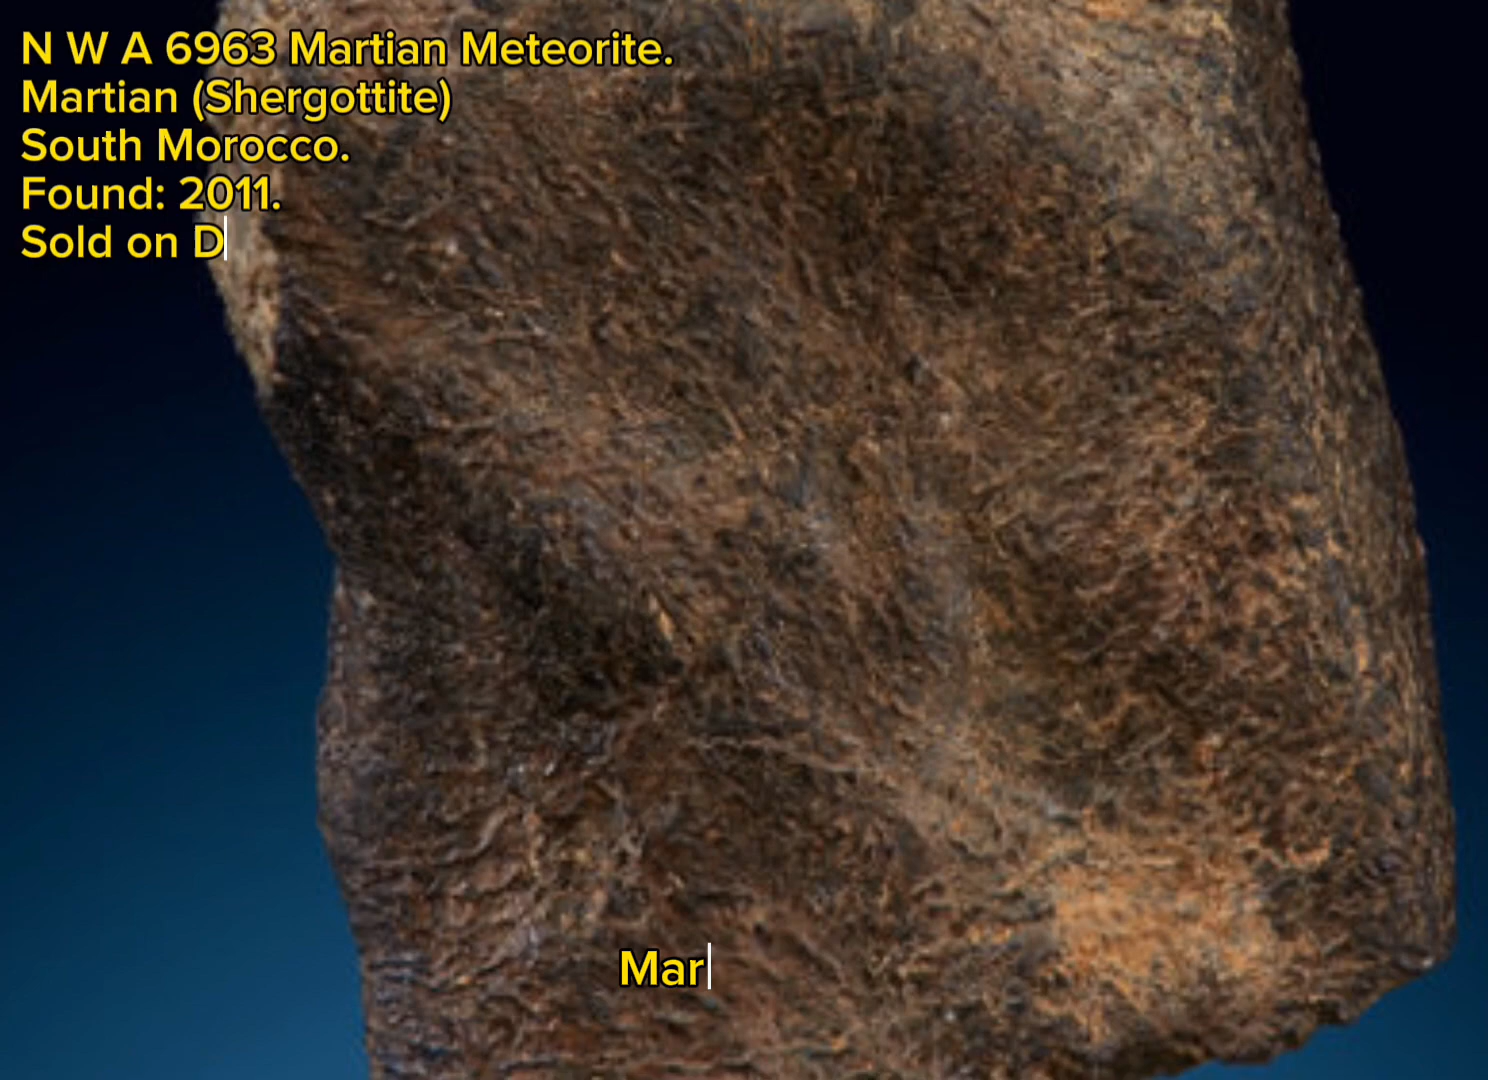 N W A 6963 Martian Meteorite.
Martian (Shergottite)
South Morocco.
Found: 2011.
Sold on D
Mar